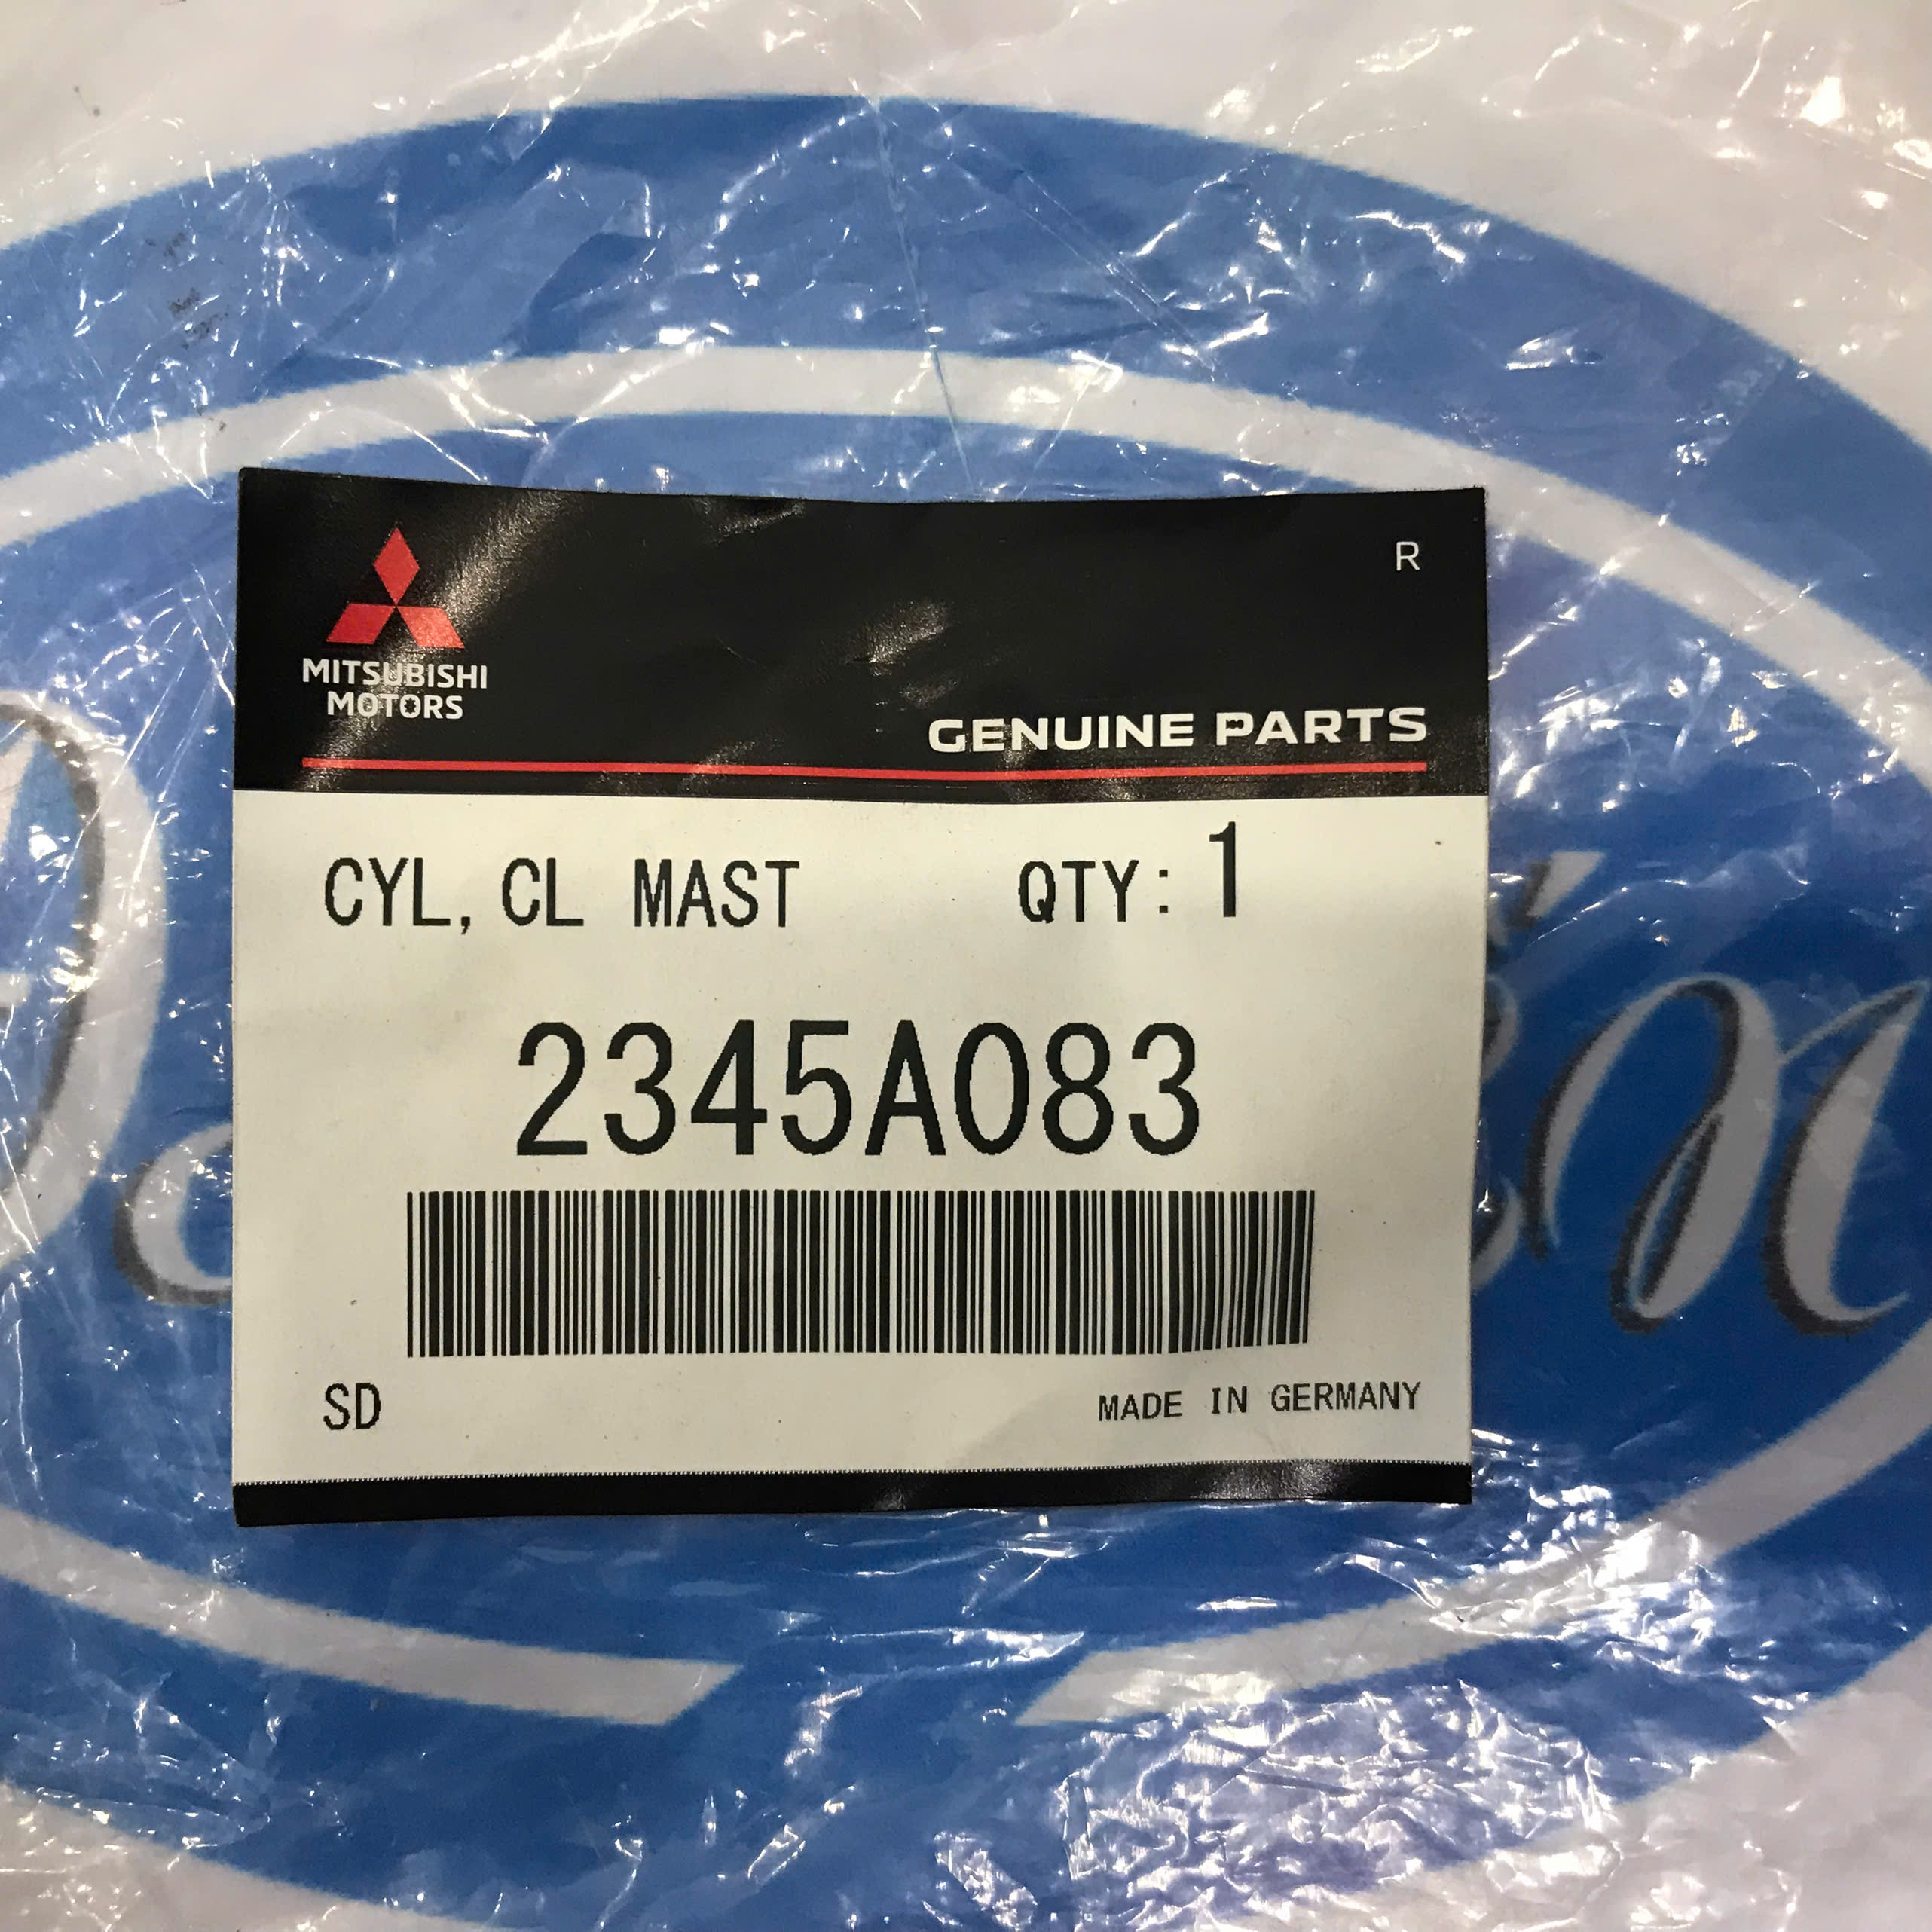 R
MITSUBISHI
MOTORS
GENUINE PARTS
CYL, CL MAST QTY: 1
2345A083
SD
MADE IN GERMANY